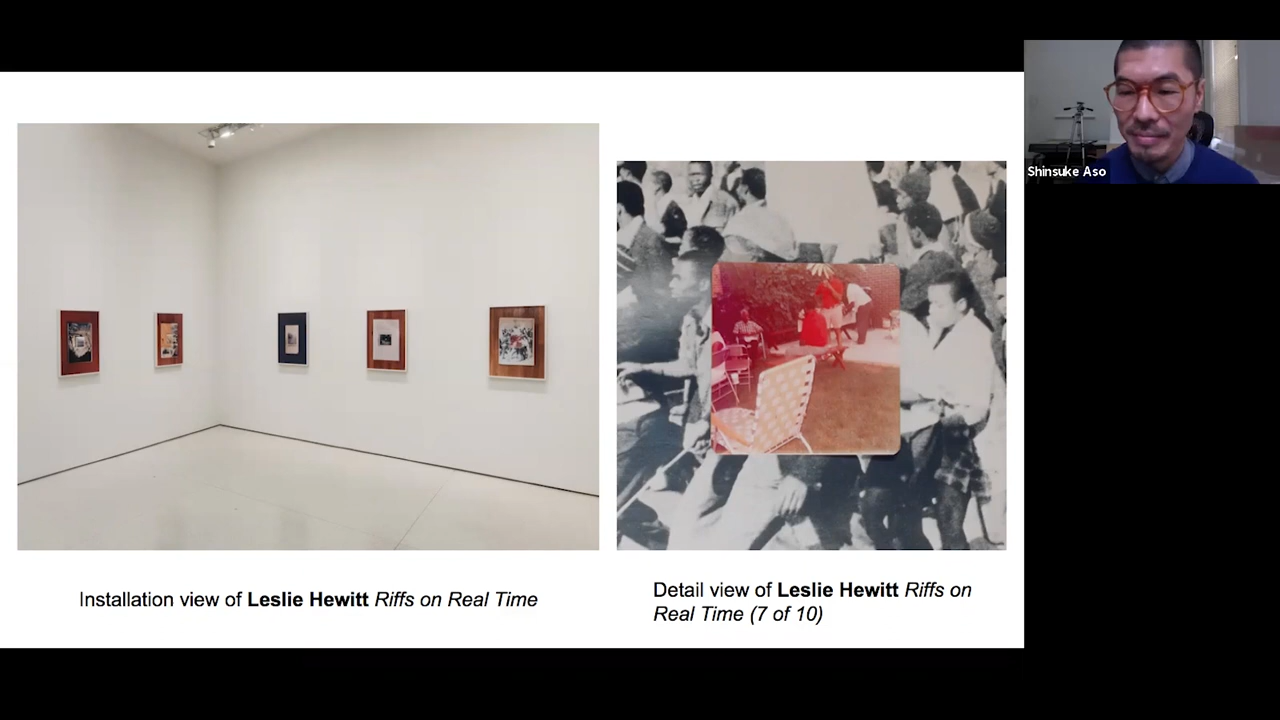 Shinsuke Aso
Installation view of Leslie Hewitt Riffs on Real Time
Detail view of Leslie Hewitt Riffs on
Real Time (7 of 10)